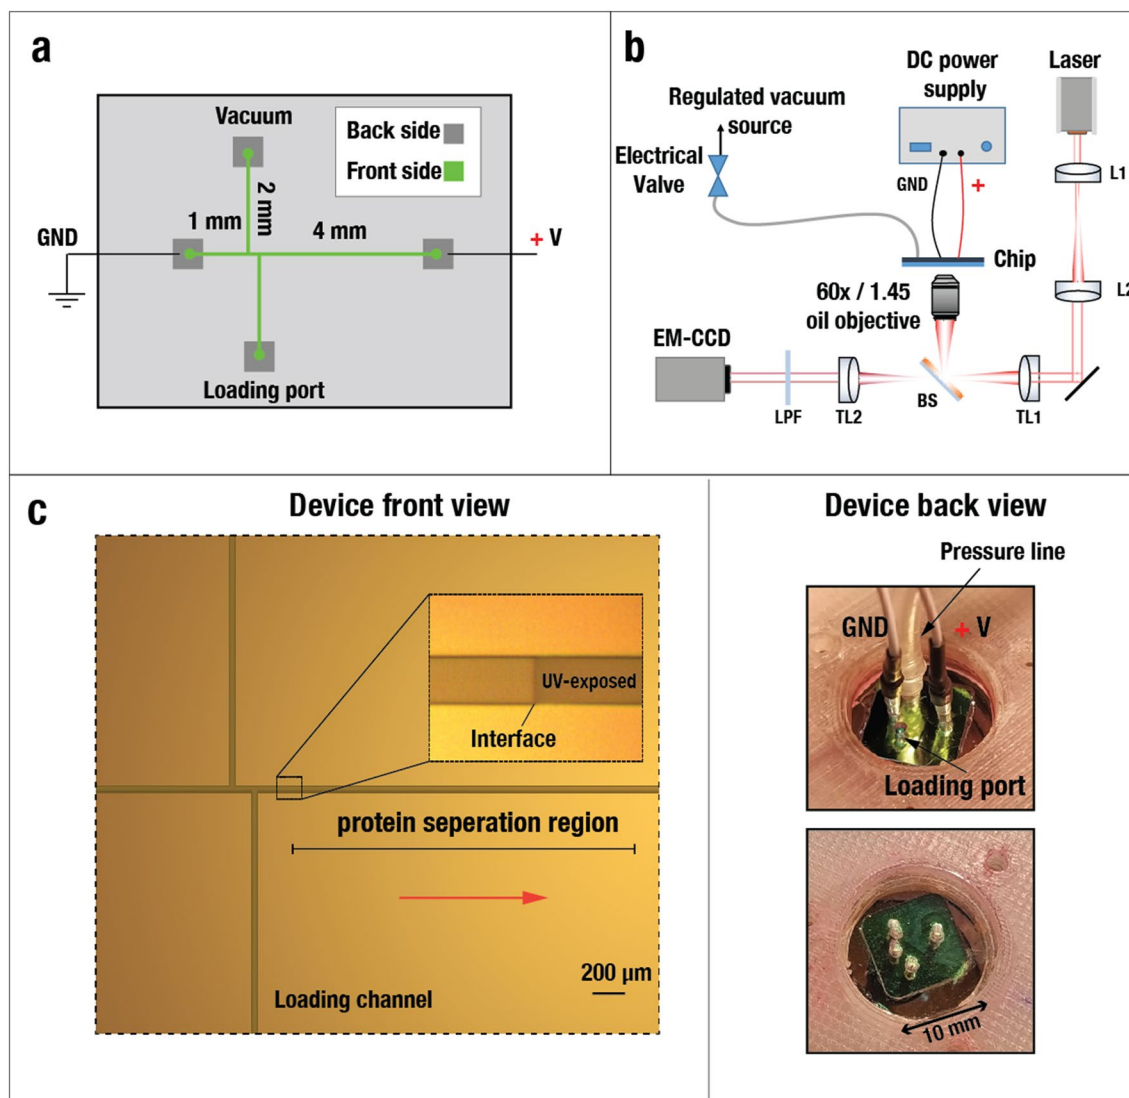 a
Vacuum
Back side
Front side
2 mm
1 mm
4 mm
GND
+ V
Loading port
b
DC power
supply
Laser
Regulated vacuum
source
Electrical
Valve
GND
+
L1
Chip
60x / 1.45
oil objective
L2
EM-CCD
LPF
TL2
BS
TL1
c
Device front view
UV-exposed
Interface
protein seperation region
200 μm
Loading channel
Device back view
Pressure line
GND
+ V
Loading port
10 mm